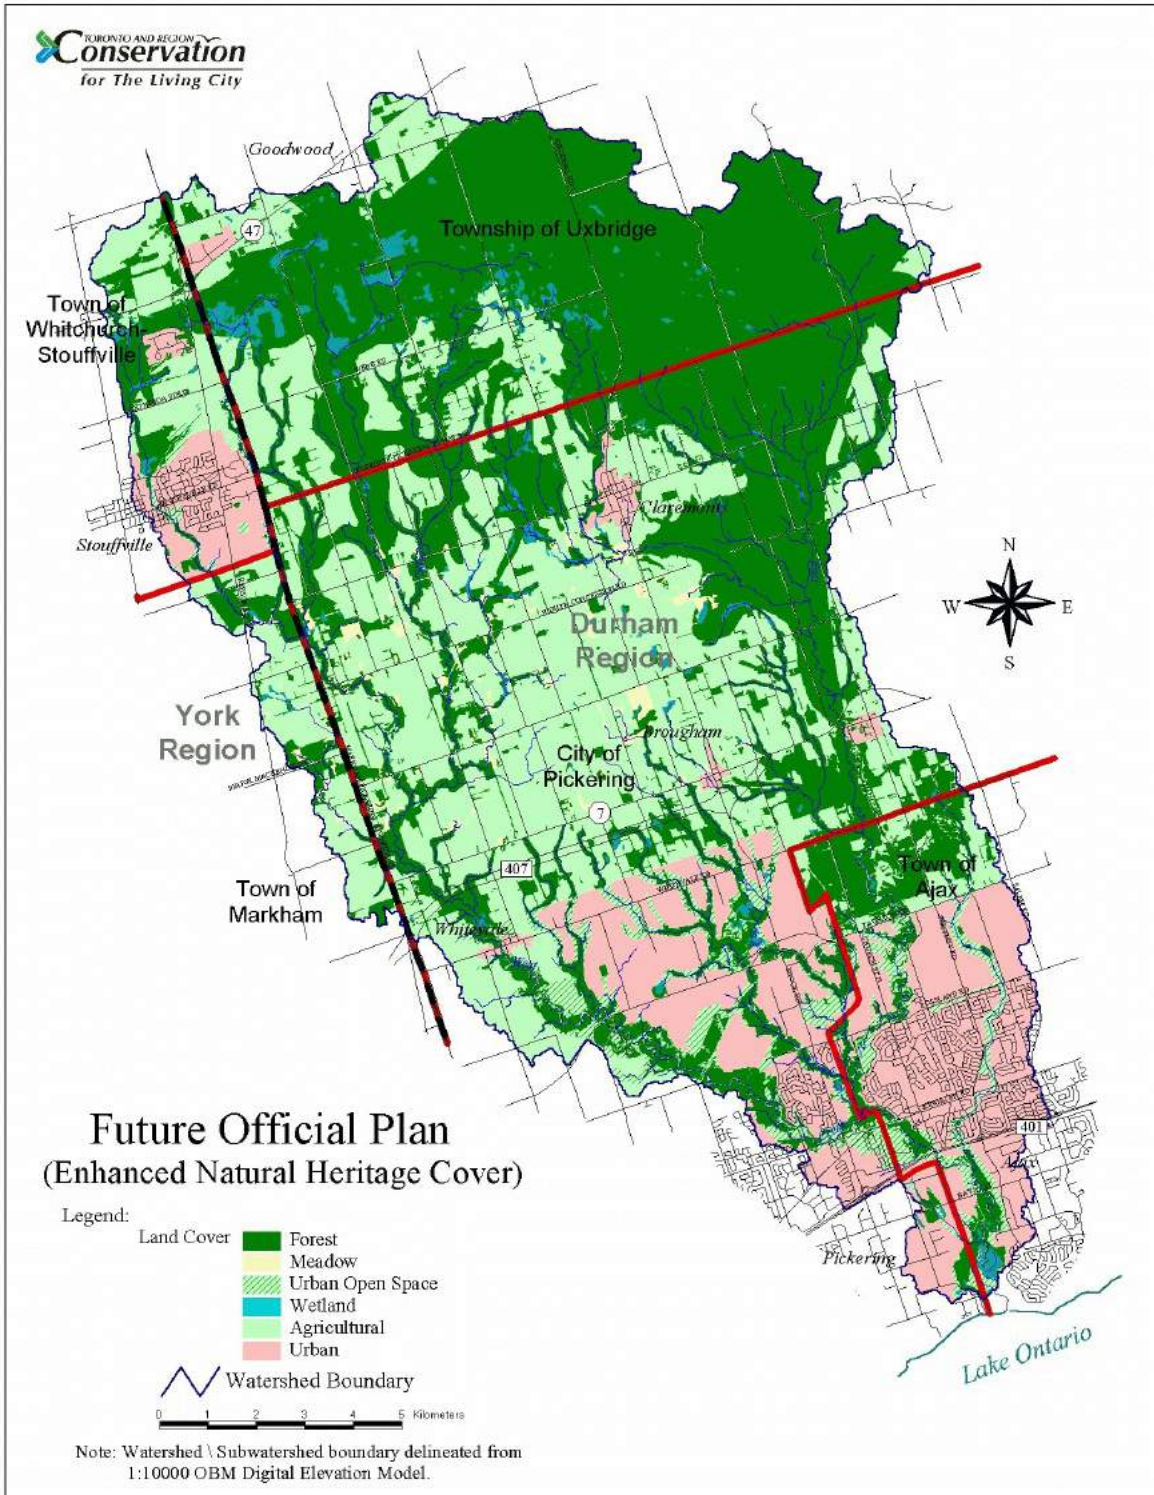 TORONTO AND REGION
Conservation
for The Living City
Goodwood
47
Township of Uxbridge
Town of
Whitchurch-
Stouffville
Stouffville
Claremont
N
W E
S
Durham
Region
York
Region
Brougham
City of
Pickering
7
407
Town of
Ajax
Town of
Markham
Whitevale
401
Ajax
Pickering
Lake Ontario
Future Official Plan
(Enhanced Natural Heritage Cover)
Legend:
Land Cover
Forest
Meadow
Urban Open Space
Wetland
Agricultural
Urban
Watershed Boundary
0 1 2 3 4 5 Kilometers
Note: Watershed \ Subwatershed boundary delineated from
1:10000 OBM Digital Elevation Model.